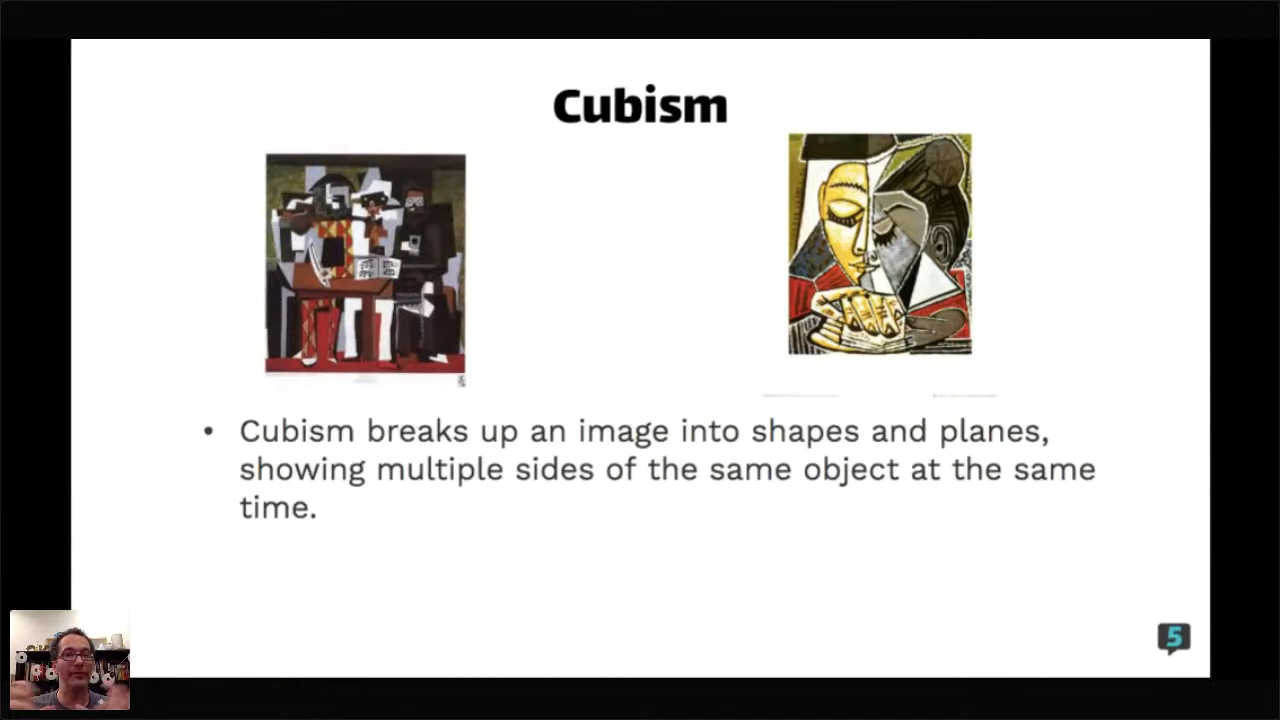 Cubism
• Cubism breaks up an image into shapes and planes,
showing multiple sides of the same object at the same
time.
5